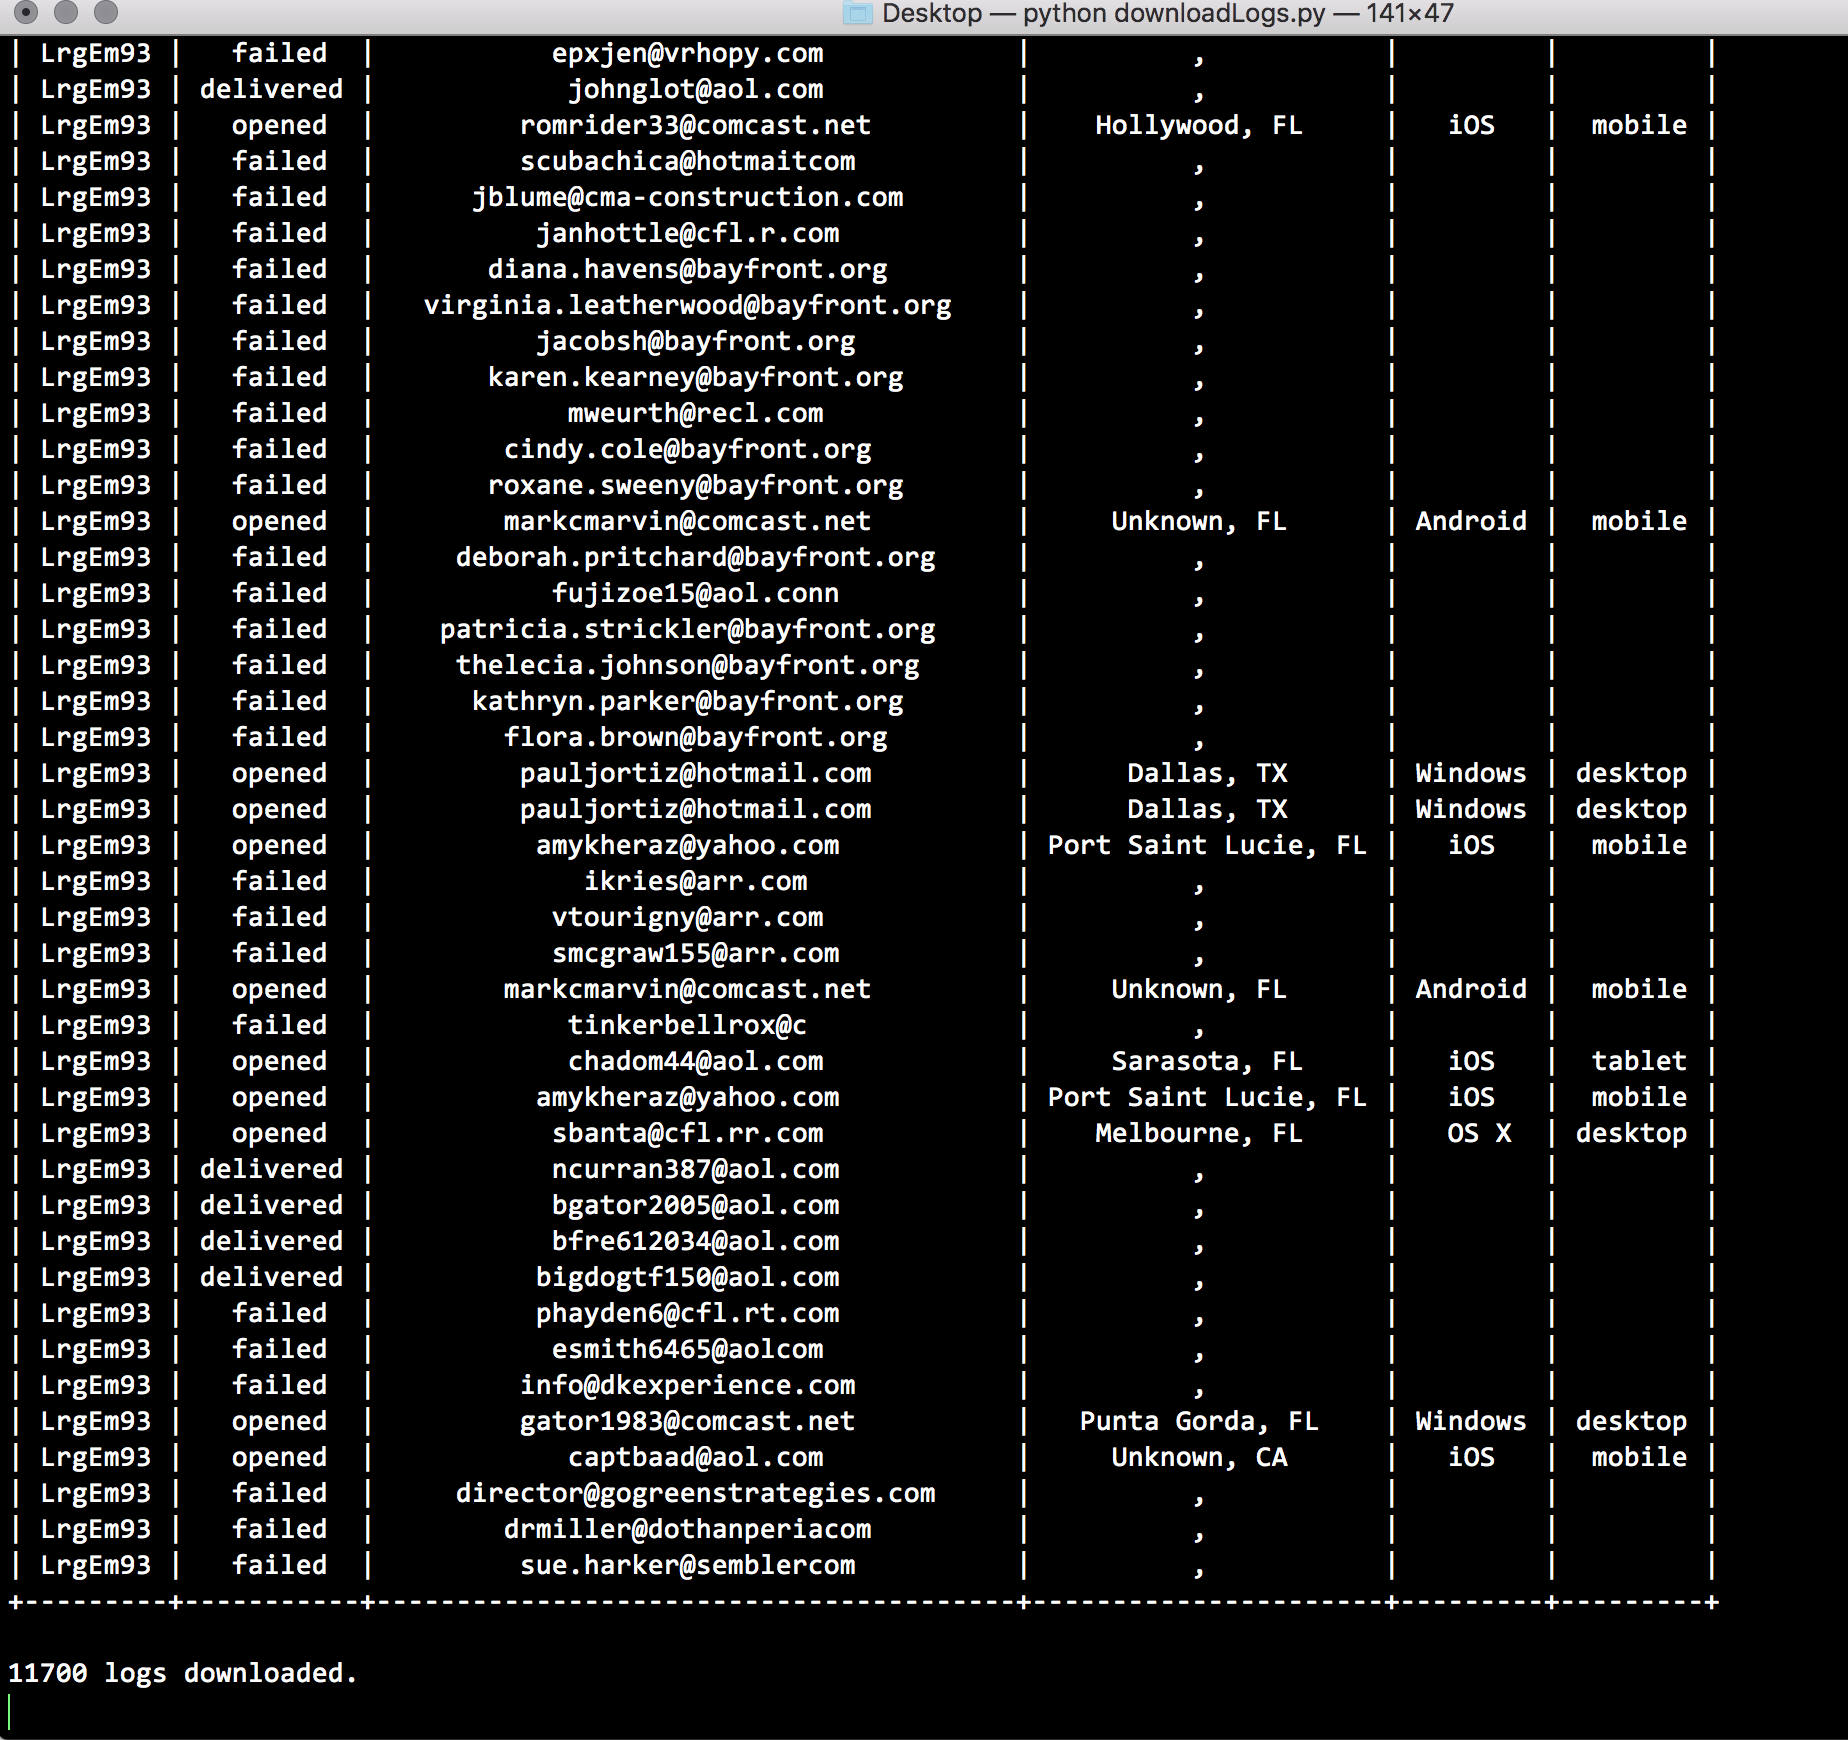 Desktop — python downloadLogs.py — 141×47
| LrgEm93 | failed | epxjen@vrhopy.com | , | | |
| LrgEm93 | delivered | johnglot@aol.com | , | | |
| LrgEm93 | opened | romrider33@comcast.net | Hollywood, FL | iOS | mobile |
| LrgEm93 | failed | scubachica@hotmaitcom | , | | |
| LrgEm93 | failed | jblume@cma-construction.com | , | | |
| LrgEm93 | failed | janhottle@cfl.r.com | , | | |
| LrgEm93 | failed | diana.havens@bayfront.org | , | | |
| LrgEm93 | failed | virginia.leatherwood@bayfront.org | , | | |
| LrgEm93 | failed | jacobsh@bayfront.org | , | | |
| LrgEm93 | failed | karen.kearney@bayfront.org | , | | |
| LrgEm93 | failed | mweurth@recl.com | , | | |
| LrgEm93 | failed | cindy.cole@bayfront.org | , | | |
| LrgEm93 | failed | roxane.sweeny@bayfront.org | , | | |
| LrgEm93 | opened | markcmarvin@comcast.net | Unknown, FL | Android | mobile |
| LrgEm93 | failed | deborah.pritchard@bayfront.org | , | | |
| LrgEm93 | failed | fujizoe15@aol.conn | , | | |
| LrgEm93 | failed | patricia.strickler@bayfront.org | , | | |
| LrgEm93 | failed | thelecia.johnson@bayfront.org | , | | |
| LrgEm93 | failed | kathryn.parker@bayfront.org | , | | |
| LrgEm93 | failed | flora.brown@bayfront.org | , | | |
| LrgEm93 | opened | pauljortiz@hotmail.com | Dallas, TX | Windows | desktop |
| LrgEm93 | opened | pauljortiz@hotmail.com | Dallas, TX | Windows | desktop |
| LrgEm93 | opened | amykheraz@yahoo.com | Port Saint Lucie, FL | iOS | mobile |
| LrgEm93 | failed | ikries@arr.com | , | | |
| LrgEm93 | failed | vtourigny@arr.com | , | | |
| LrgEm93 | failed | smcgraw155@arr.com | , | | |
| LrgEm93 | opened | markcmarvin@comcast.net | Unknown, FL | Android | mobile |
| LrgEm93 | failed | tinkerbellrox@c | , | | |
| LrgEm93 | opened | chadom44@aol.com | Sarasota, FL | iOS | tablet |
| LrgEm93 | opened | amykheraz@yahoo.com | Port Saint Lucie, FL | iOS | mobile |
| LrgEm93 | opened | sbanta@cfl.rr.com | Melbourne, FL | OS X | desktop |
| LrgEm93 | delivered | ncurran387@aol.com | , | | |
| LrgEm93 | delivered | bgator2005@aol.com | , | | |
| LrgEm93 | delivered | bfre612034@aol.com | , | | |
| LrgEm93 | delivered | bigdogtf150@aol.com | , | | |
| LrgEm93 | failed | phayden6@cfl.rt.com | , | | |
| LrgEm93 | failed | esmith6465@aolcom | , | | |
| LrgEm93 | failed | info@dkexperience.com | , | | |
| LrgEm93 | opened | gator1983@comcast.net | Punta Gorda, FL | Windows | desktop |
| LrgEm93 | opened | captbaad@aol.com | Unknown, CA | iOS | mobile |
| LrgEm93 | failed | director@gogreenstrategies.com | , | | |
| LrgEm93 | failed | drmiller@dothanperiacom | , | | |
| LrgEm93 | failed | sue.harker@semblercom | , | | |
+---------+-----------+----------------------------------------+----------------------+---------+---------+
11700 logs downloaded.